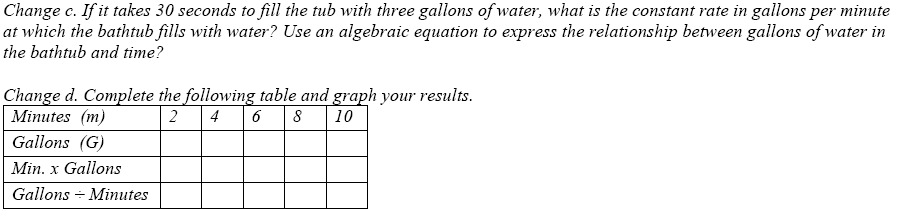 Change c. If it takes 30 seconds to fill the tub with three gallons of water, what is the constant rate in gallons per minute
at which the bathtub fills with water? Use an algebraic equation to express the relationship between gallons of water in
the bathtub and time?
Change d. Complete the following table and graph your results.
Minutes (m) 2 4 6 8 10
Gallons (G)
Min. x Gallons
Gallons ÷ Minutes